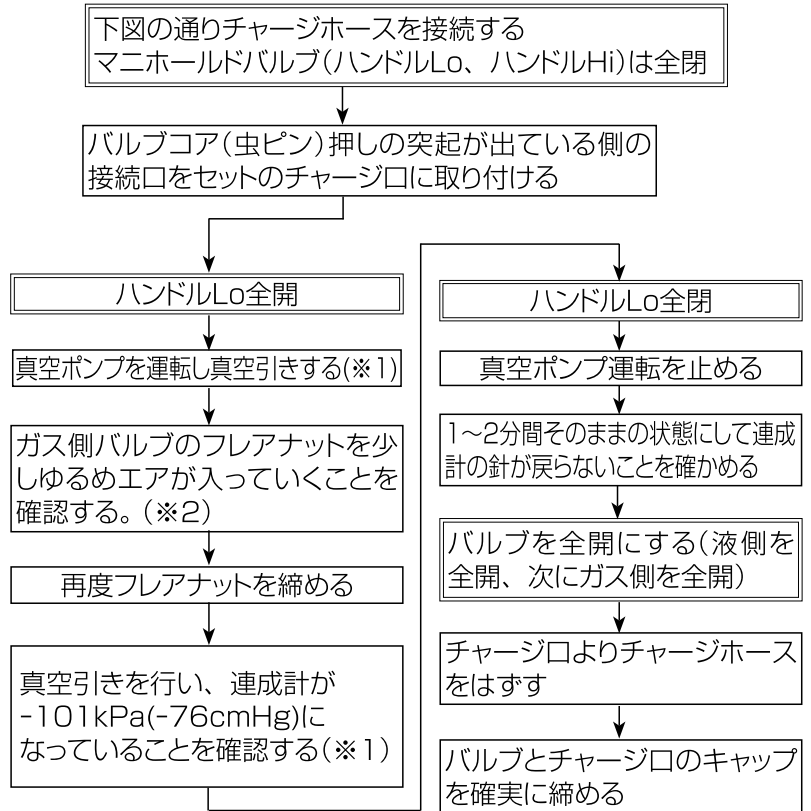 下図の通りチャージホースを接続する
マニホールドバルブ(ハンドルLo、ハンドルHi)は全閉
バルブコア(虫ピン)押しの突起が出ている側の
接続口をセットのチャージ口に取り付ける
ハンドルLo全開
真空ポンプを運転し真空引きする(※1)
ガス側バルブのフレアナットを少
しゆるめエアが入っていくことを
確認する。(※2)
再度フレアナットを締める
真空引きを行い、連成計が
-101kPa(-76cmHg)に
なっていることを確認する(※1)
ハンドルLo全閉
真空ポンプ運転を止める
1~2分間そのままの状態にして連成
計の針が戻らないことを確かめる
バルブを全開にする(液側を
全開、次にガス側を全開)
チャージ口よりチャージホース
をはずす
バルブとチャージ口のキャップ
を確実に締める